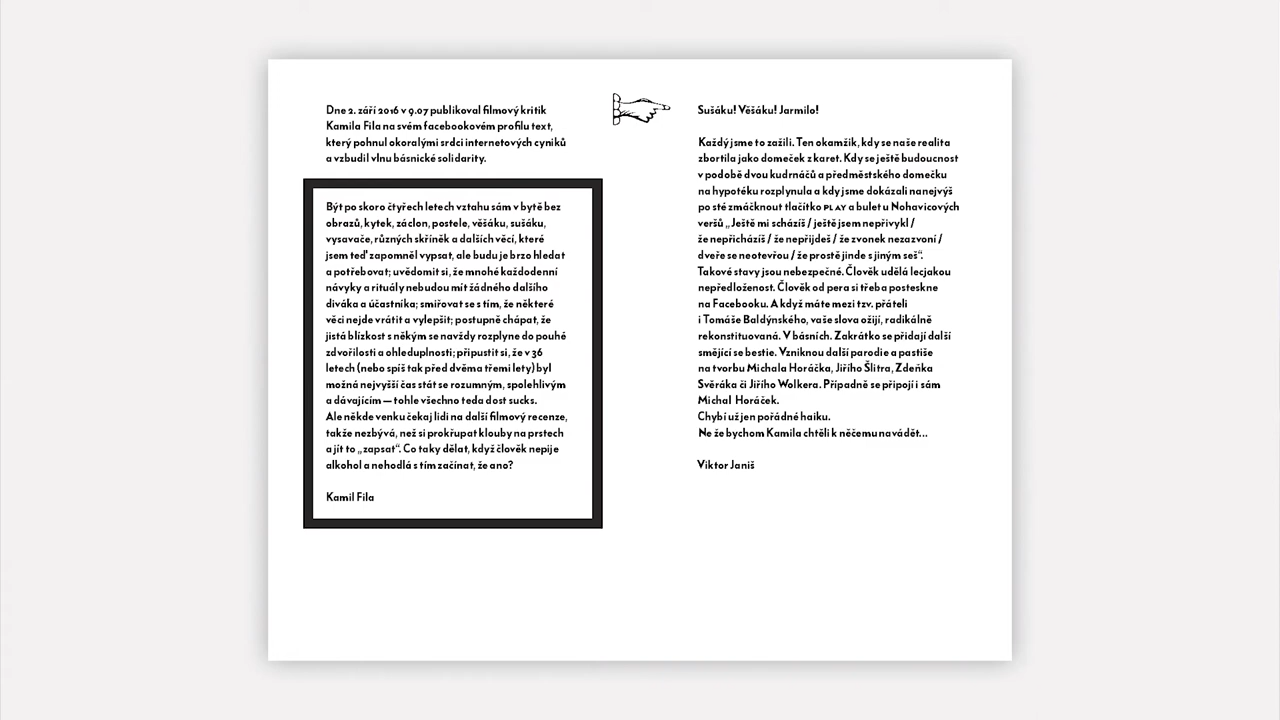 Dne 2. září 2016 v 9.07 publikoval filmový kritik
Kamila Fila na svém facebookovém profilu text,
který pohnul okoralými srdci internetových cyniků
a vzbudil vlnu básnické solidarity.
Být po skoro čtyřech letech vztahu sám v bytě bez
obrazů, kytek, záclon, postele, věšáku, sušáku,
vysavače, různých skříněk a dalších věcí, které
jsem teď zapomněl vypsat, ale budu je brzo hledat
a potřebovat; uvědomit si, že mnohé každodenní
návyky a rituály nebudou mít žádného dalšího
diváka a účastníka; smiřovat se s tím, že některé
věci nejde vrátit a vylepšit; postupně chápat, že
jistá blízkost s někým se navždy rozplyne do pouhé
zdvořilosti a ohleduplnosti; připustit si, že v 36
letech (nebo spíš tak před dvěma třemi lety) byl
možná nejvyšší čas stát se rozumným, spolehlivým
a dávajícím — tohle všechno teda dost sucks.
Ale někde venku čekaj lidi na další filmový recenze,
takže nezbývá, než si prokřupat klouby na prstech
a jít to „zapsat“. Co taky dělat, když člověk nepije
alkohol a nehodlá s tím začínat, že ano?
Kamil Fila
Sušáku! Věšáku! Jarmilo!
Každý jsme to zažili. Ten okamžik, kdy se naše realita
zbortila jako domeček z karet. Kdy se ještě budoucnost
v podobě dvou kudrnáčů a předměstského domečku
na hypotéku rozplynula a kdy jsme dokázali nanejvýš
po sté zmáčknout tlačítko PLAY a bulet u Nohavicových
veršů „Ještě mi scházíš / ještě jsem nepřivykl /
že nepřicházíš / že nepřijdeš / že zvonek nezazvoní /
dveře se neotevřou / že prostě jinde s jiným seš“.
Takové stavy jsou nebezpečné. Člověk udělá lecjakou
nepředloženost. Člověk od pera si třeba posteskne
na Facebooku. A když máte mezi tzv. přáteli
i Tomáše Baldýnského, vaše slova ožijí, radikálně
rekonstituovaná. V básních. Zakrátko se přidají další
smějící se bestie. Vzniknou další parodie a pastiše
na tvorbu Michala Horáčka, Jiřího Šlitra, Zdeňka
Svěráka či Jiřího Wolkera. Případně se připojí i sám
Michal Horáček.
Chybí už jen pořádné haiku.
Ne že bychom Kamila chtěli k něčemu navádět...
Viktor Janiš